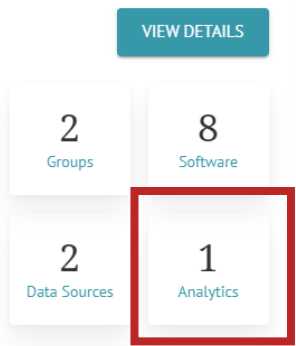 VIEW DETAILS
2
Groups
8
Software
2
Data Sources
1
Analytics